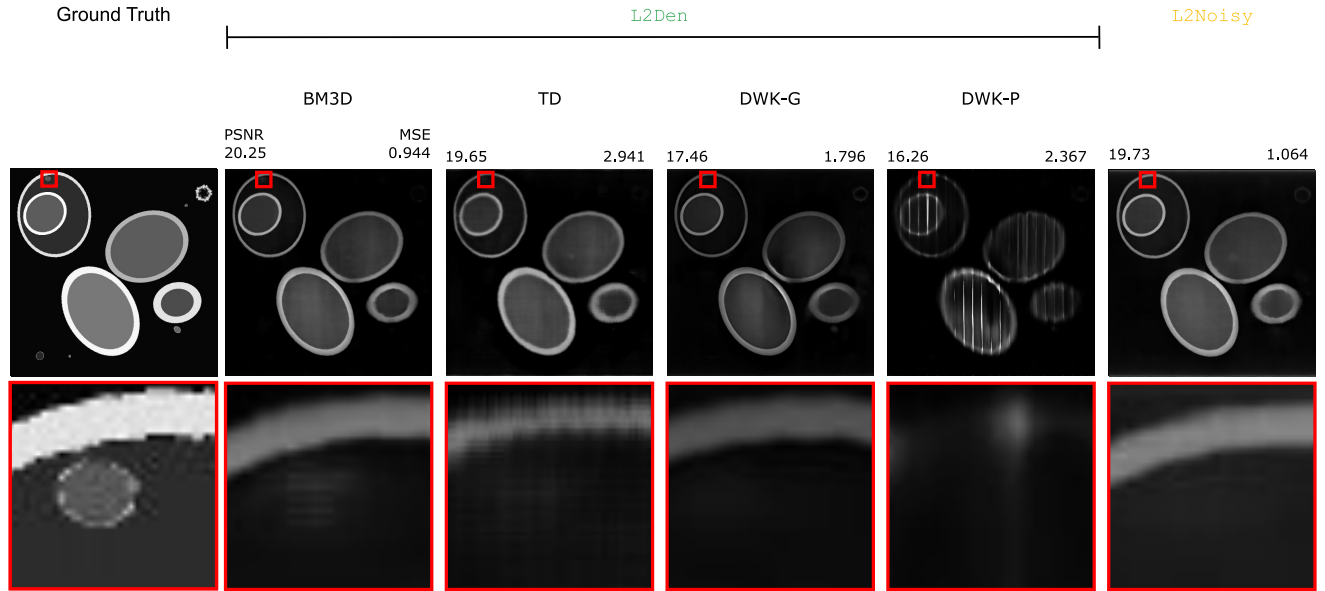 Ground Truth
L2Den
L2Noisy
BM3D
TD
DWK-G
DWK-P
PSNR MSE
20.25 0.944
19.65 2.941
17.46 1.796
16.26 2.367
19.73 1.064